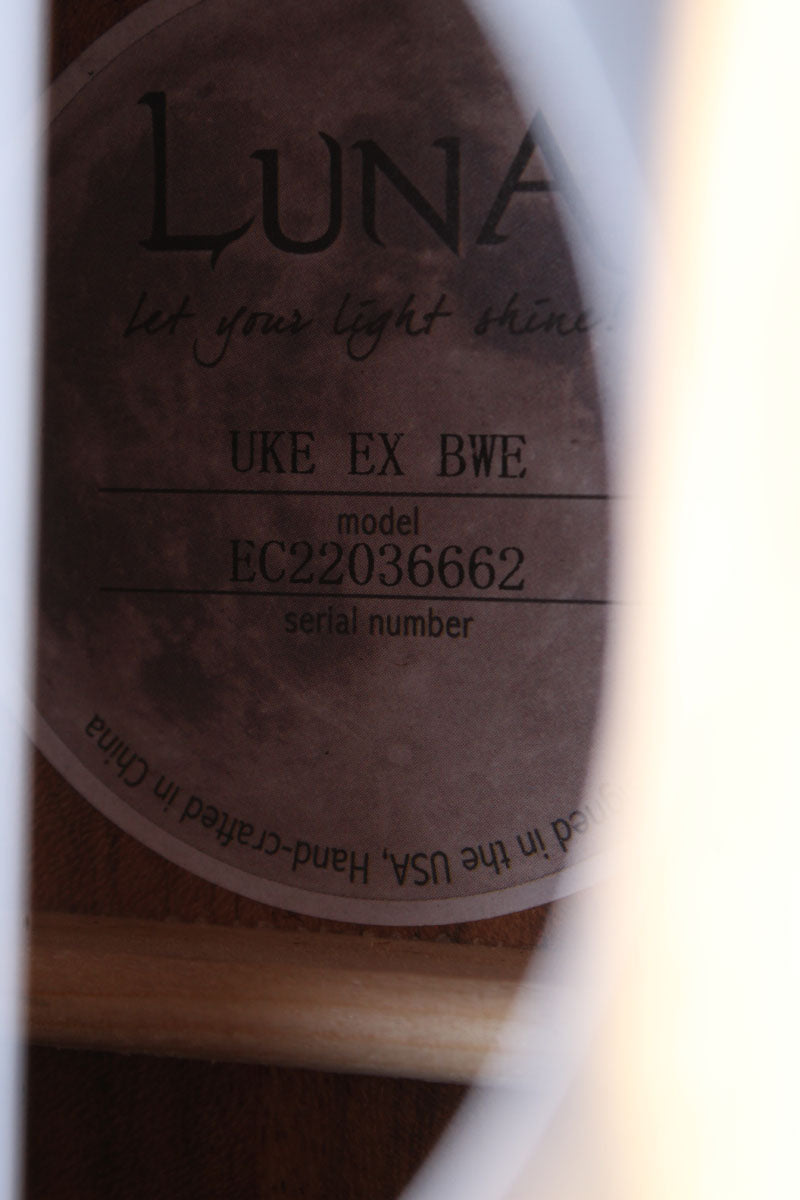 LUNA
let your light shine!
UKE EX BWE
model
EC22036662
serial number
in the USA, Hand-crafted in China